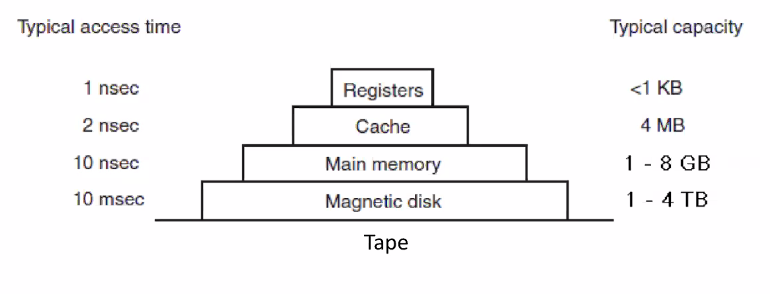 Typical access time Typical capacity
1 nsec Registers <1 KB
2 nsec Cache 4 MB
10 nsec Main memory 1 - 8 GB
10 msec Magnetic disk 1 - 4 TB
Tape